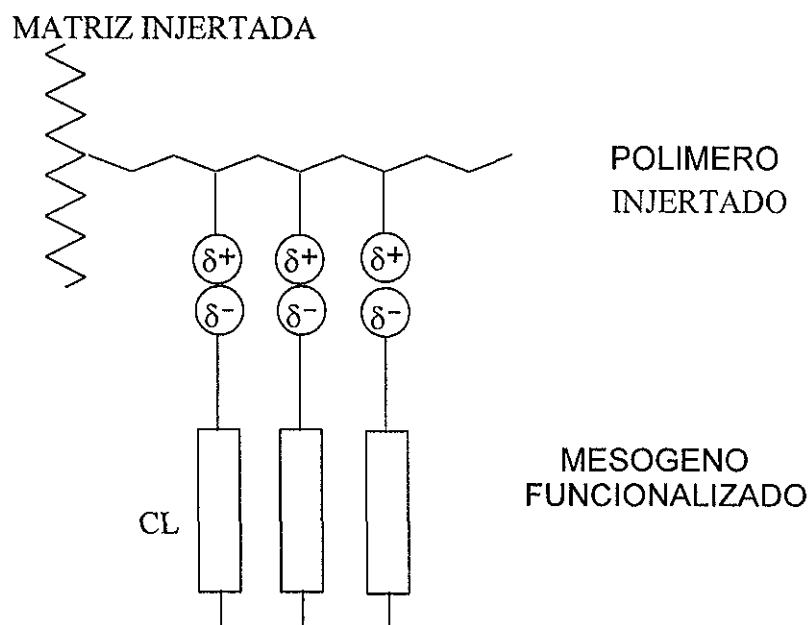 MATRIZ INJERTADA
POLIMERO
INJERTADO
δ+ δ+ δ+
δ- δ- δ-
MESOGENO
FUNCIONALIZADO
CL